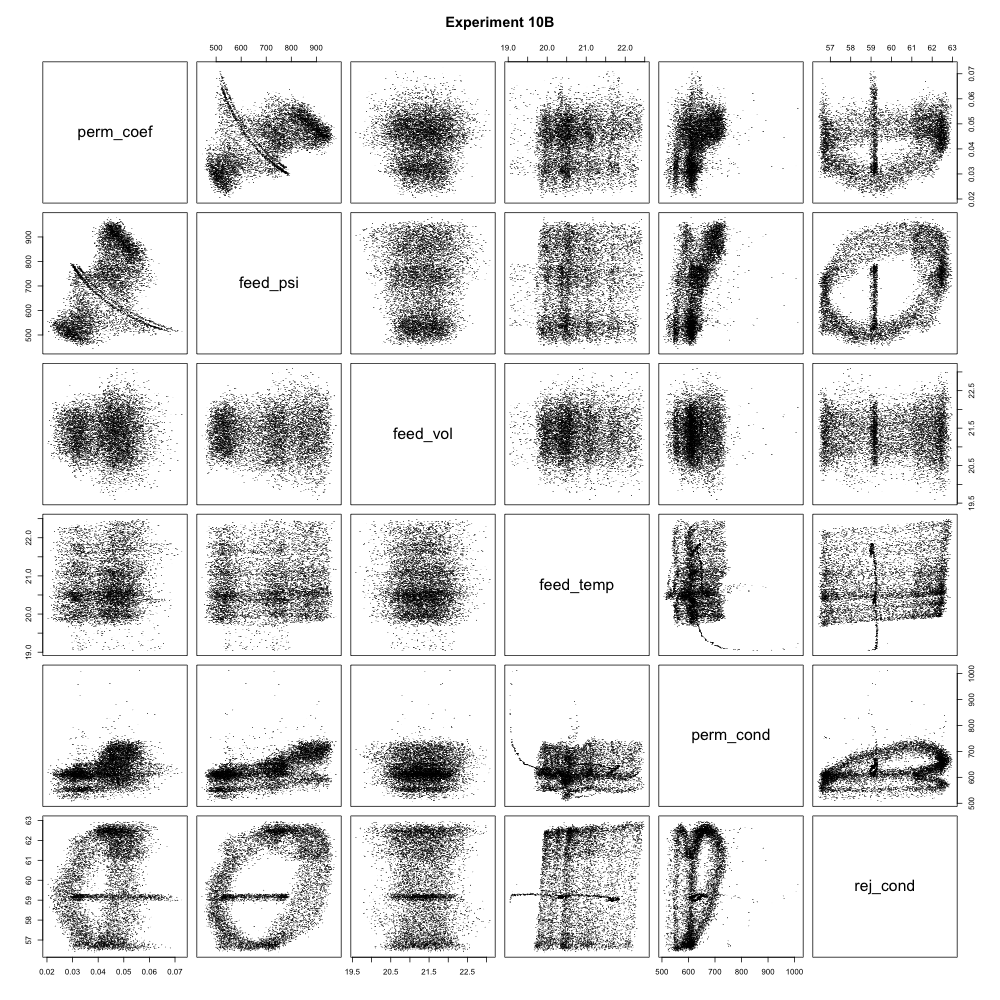 Experiment 10B
500 600 700 800 900
19.0 20.0 21.0 22.0
57 58 59 60 61 62 63
perm_coef
0.02 0.03 0.04 0.05 0.06 0.07
500 600 700 800 900
feed_psi
feed_vol
19.5 20.5 21.5 22.5
19.0 20.0 21.0 22.0
feed_temp
perm_cond
500 600 700 800 900 1000
57 58 59 60 61 62 63
rej_cond
0.02 0.03 0.04 0.05 0.06 0.07
19.5 20.5 21.5 22.5
500 600 700 800 900 1000